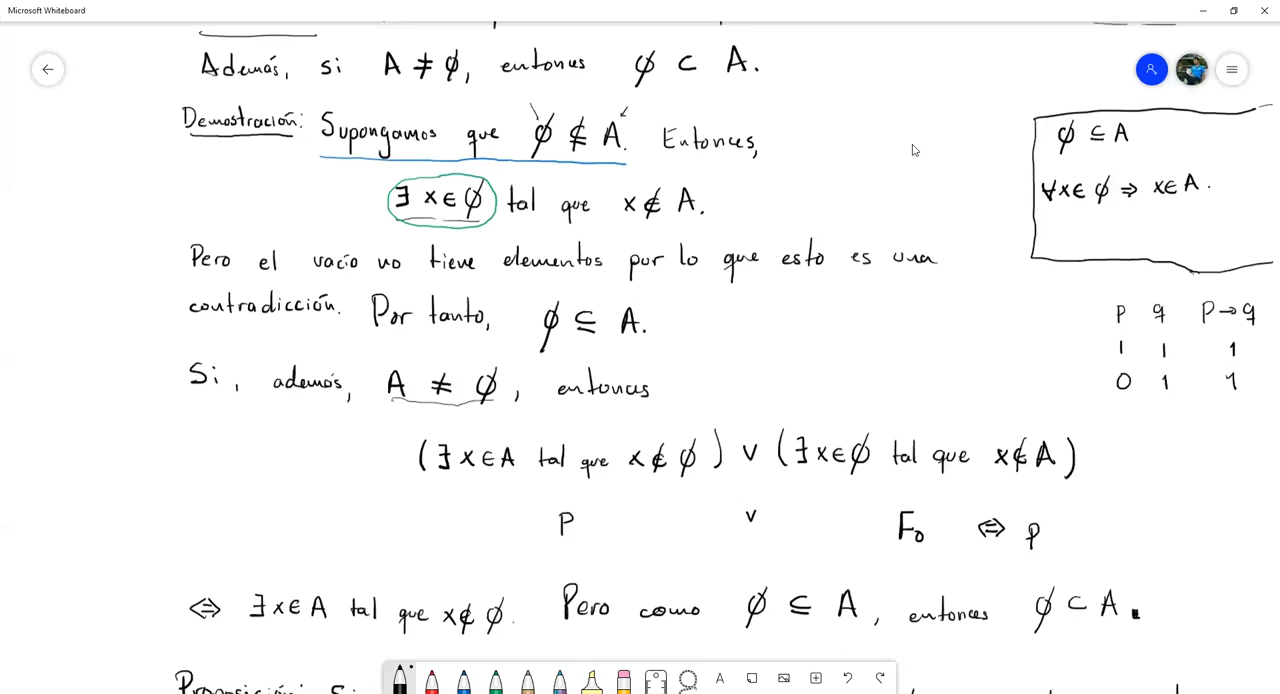 Microsoft Whiteboard
Además, si A ≠ ∅, entonces ∅ ⊂ A.
Demostración: Supongamos que ∅ ⊈ A. Entonces,
∃ x ∈ ∅ tal que x ∉ A.
Pero el vacío no tiene elementos por lo que esto es una
contradicción. Por tanto, ∅ ⊆ A.
Si, además, A ≠ ∅, entonces
(∃ x ∈ A tal que x ∉ ∅) ∨ (∃ x ∈ ∅ tal que x ∉ A)
P ∨ F₀ ⇔ P
⇔ ∃ x ∈ A tal que x ∉ ∅. Pero como ∅ ⊆ A, entonces ∅ ⊂ A.
∅ ⊆ A
∀x ∈ ∅ ⇒ x ∈ A.
p q p → q
1 1 1
0 1 1
A